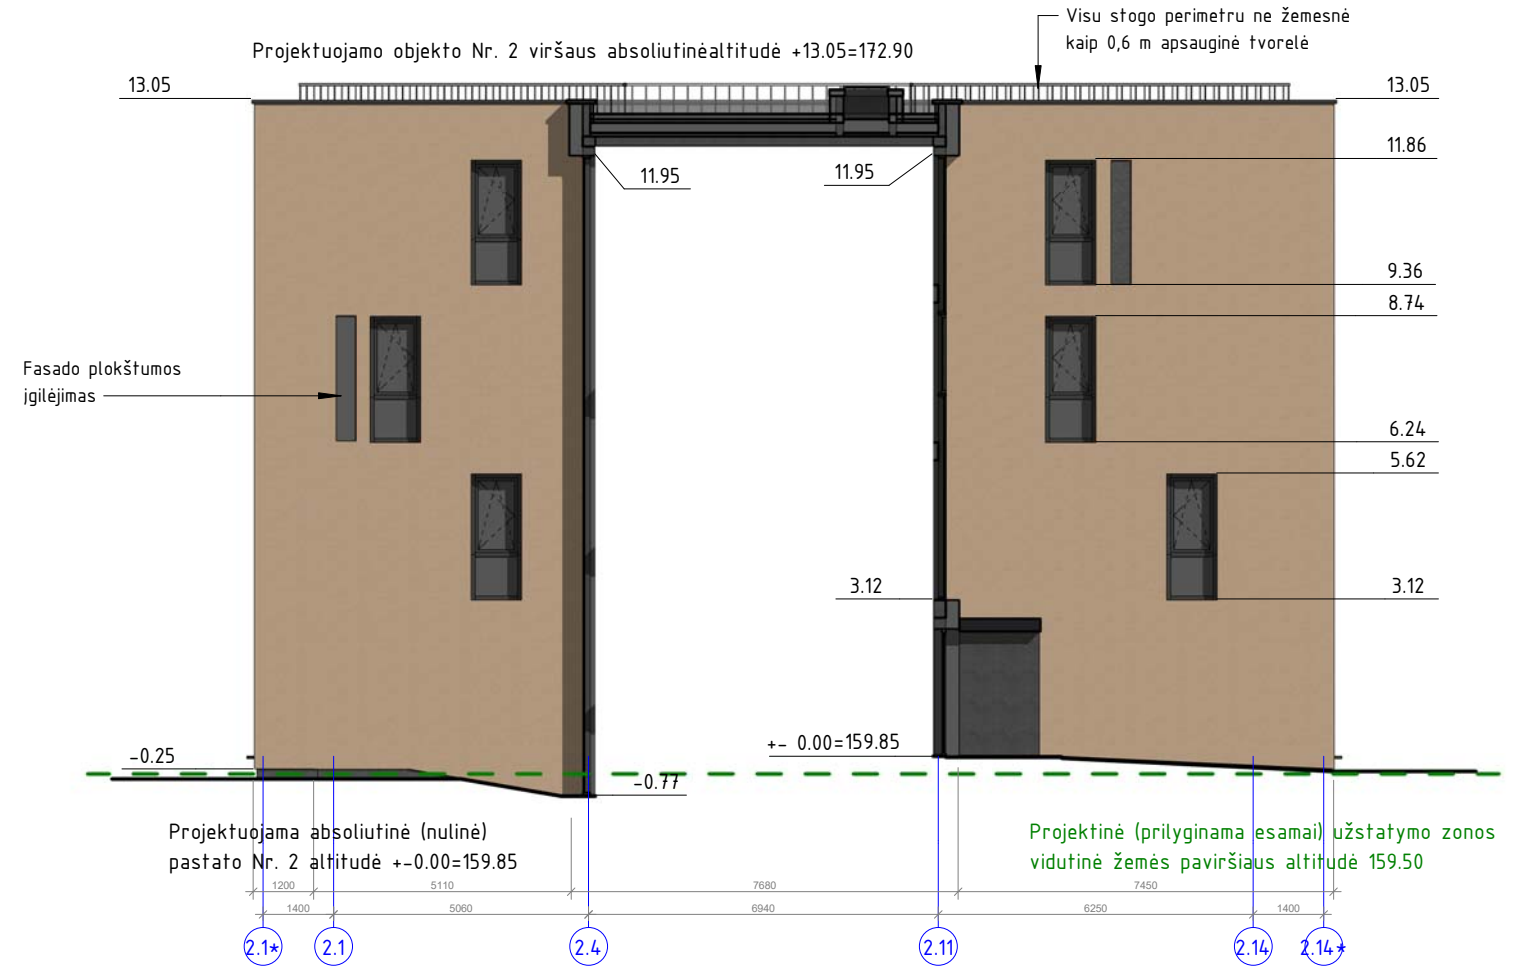 Visu stogo perimetru ne žemesnė
kaip 0,6 m apsauginė tvorelė
Projektuojamo objekto Nr. 2 viršaus absoliutinėaltitudė +13.05=172.90
13.05
13.05
11.86
11.95
11.95
9.36
8.74
Fasado plokštumos
įgilėjimas
6.24
5.62
3.12
3.12
+- 0.00=159.85
-0.25
-0.77
Projektuojama absoliutinė (nulinė)
pastato Nr. 2 altitudė +-0.00=159.85
Projektinė (prilyginama esamai) užstatymo zonos
vidutinė žemės paviršiaus altitudė 159.50
1200 5110 7680 7450
1400 5060 6940 6250 1400
2.1* 2.1 2.4 2.11 2.14 2.14*